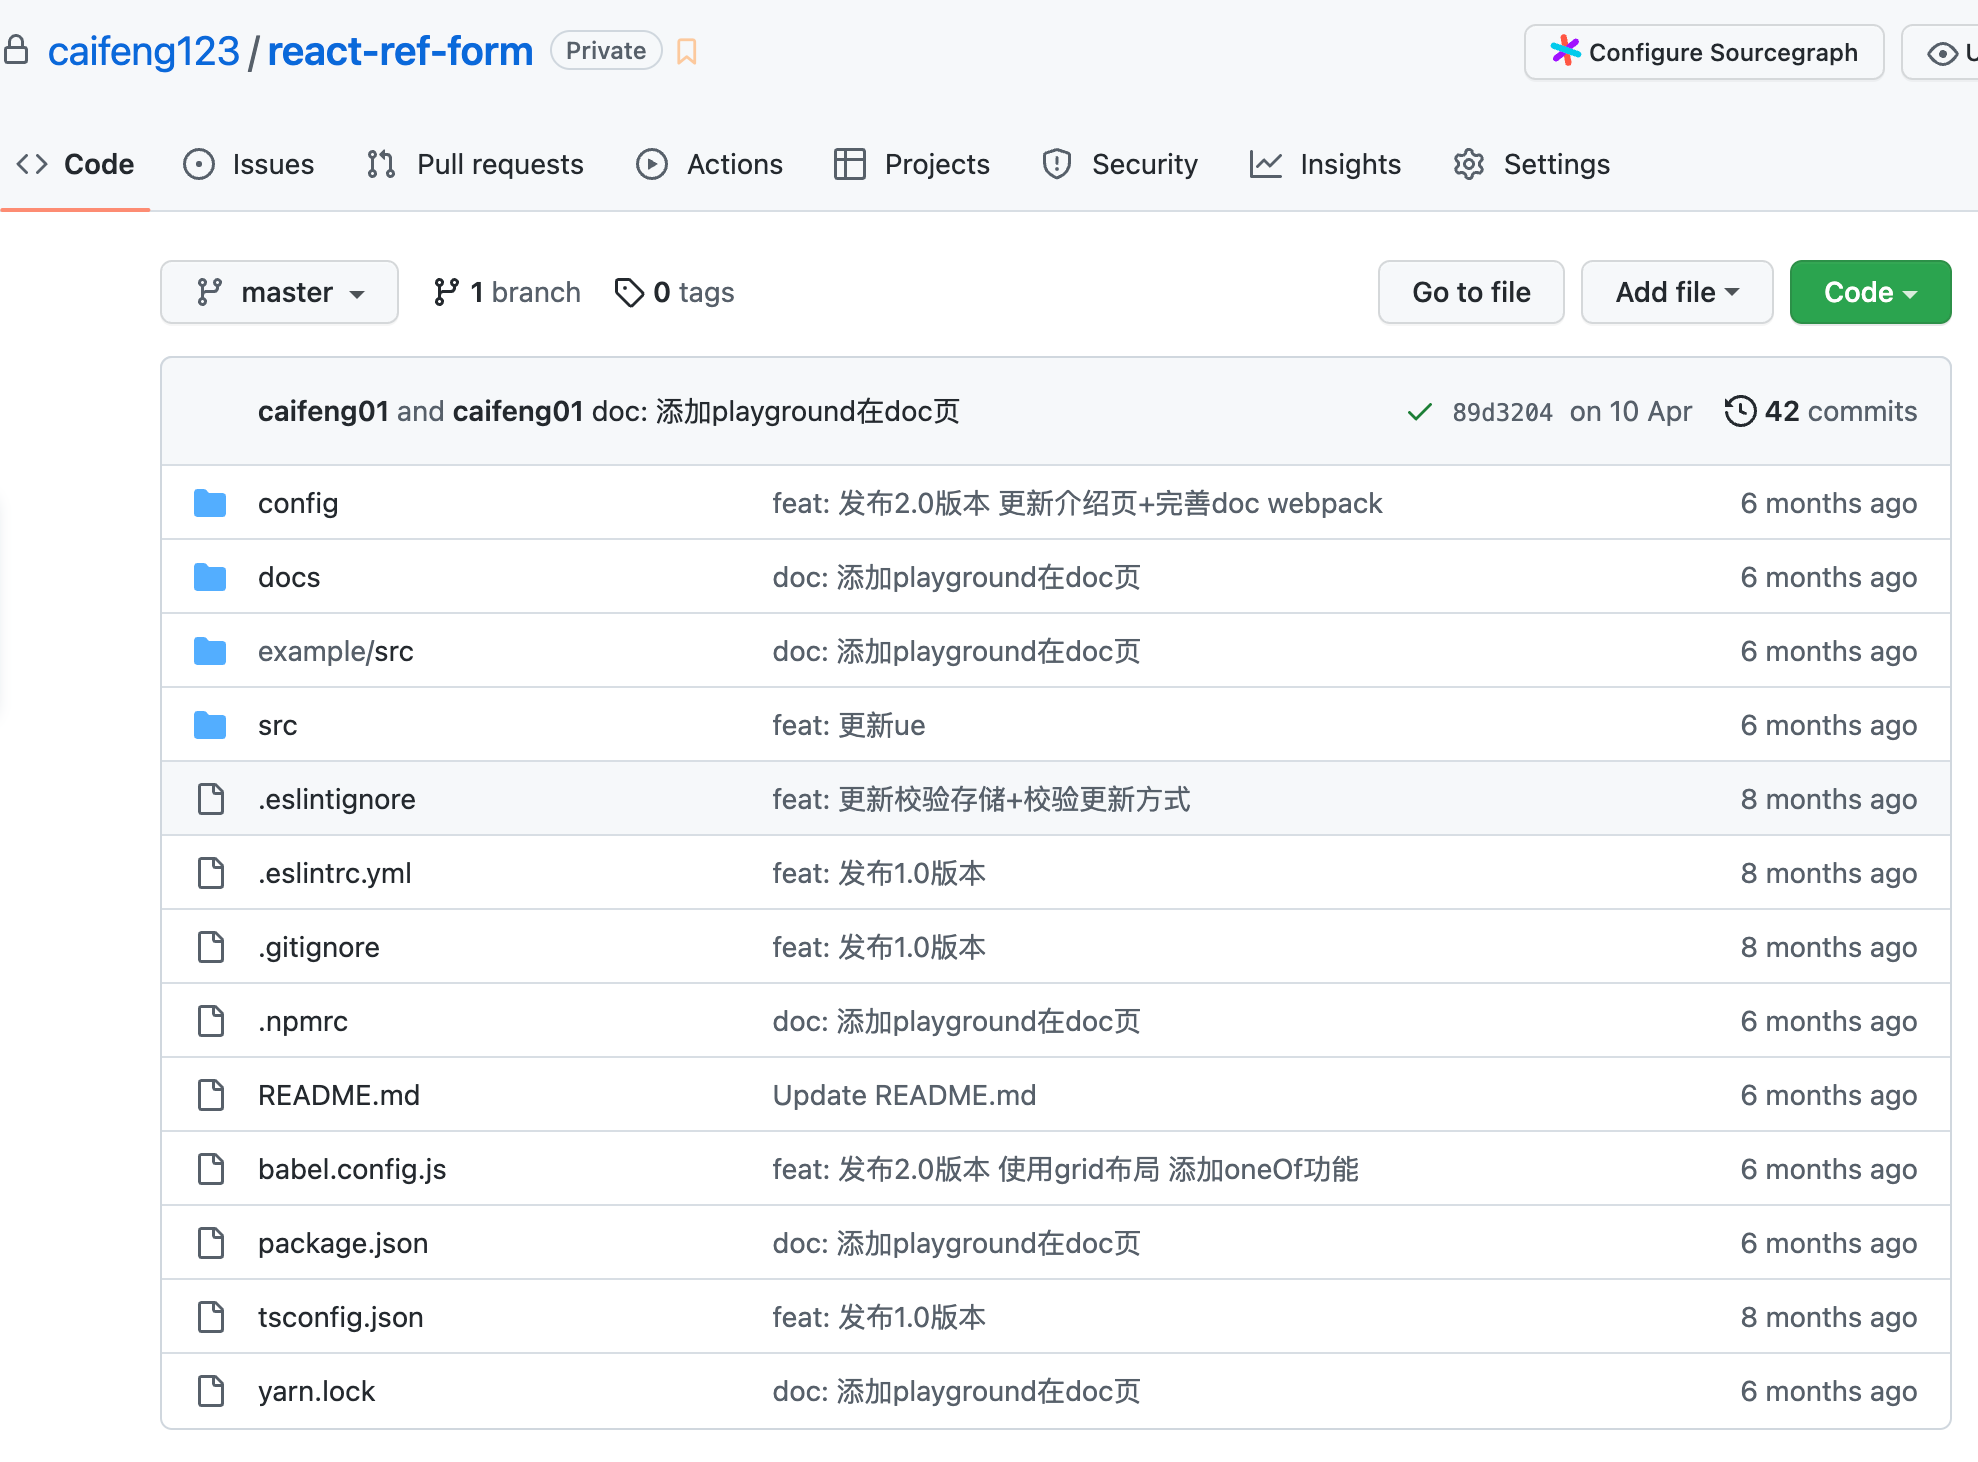 caifeng123 / react-ref-form Private Configure Sourcegraph
Code Issues Pull requests Actions Projects Security Insights Settings
master 1 branch 0 tags Go to file Add file Code
caifeng01 and caifeng01 doc: 添加playground在doc页 89d3204 on 10 Apr 42 commits
config feat: 发布2.0版本 更新介绍页+完善doc webpack 6 months ago
docs doc: 添加playground在doc页 6 months ago
example/src doc: 添加playground在doc页 6 months ago
src feat: 更新ue 6 months ago
.eslintignore feat: 更新校验存储+校验更新方式 8 months ago
.eslintrc.yml feat: 发布1.0版本 8 months ago
.gitignore feat: 发布1.0版本 8 months ago
.npmrc doc: 添加playground在doc页 6 months ago
README.md Update README.md 6 months ago
babel.config.js feat: 发布2.0版本 使用grid布局 添加oneOf功能 6 months ago
package.json doc: 添加playground在doc页 6 months ago
tsconfig.json feat: 发布1.0版本 8 months ago
yarn.lock doc: 添加playground在doc页 6 months ago